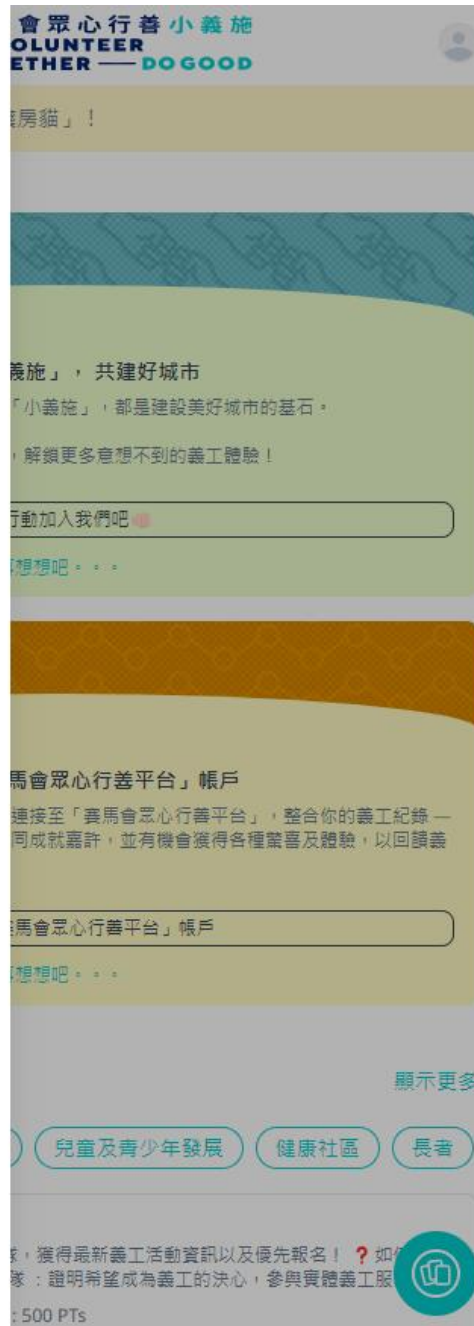 會眾心行善小義施
OLUNTEER
ETHER — DO GOOD
房貓」!
義施」, 共建好城市
「小義施」,都是建設美好城市的基石。
,解鎖更多意想不到的義工體驗!
行動加入我們吧
想想吧。。。
馬會眾心行善平台」帳戶
連接至「賽馬會眾心行善平台」,整合你的義工紀錄 —
同成就嘉許,並有機會獲得各種驚喜及體驗,以回饋義
馬會眾心行善平台」帳戶
想想吧。。。
顯示更多
兒童及青少年發展
健康社區
長者
,獲得最新義工活動資訊以及優先報名! ❓如
隊 :證明希望成為義工的決心,參與實體義工服
: 500 PTs